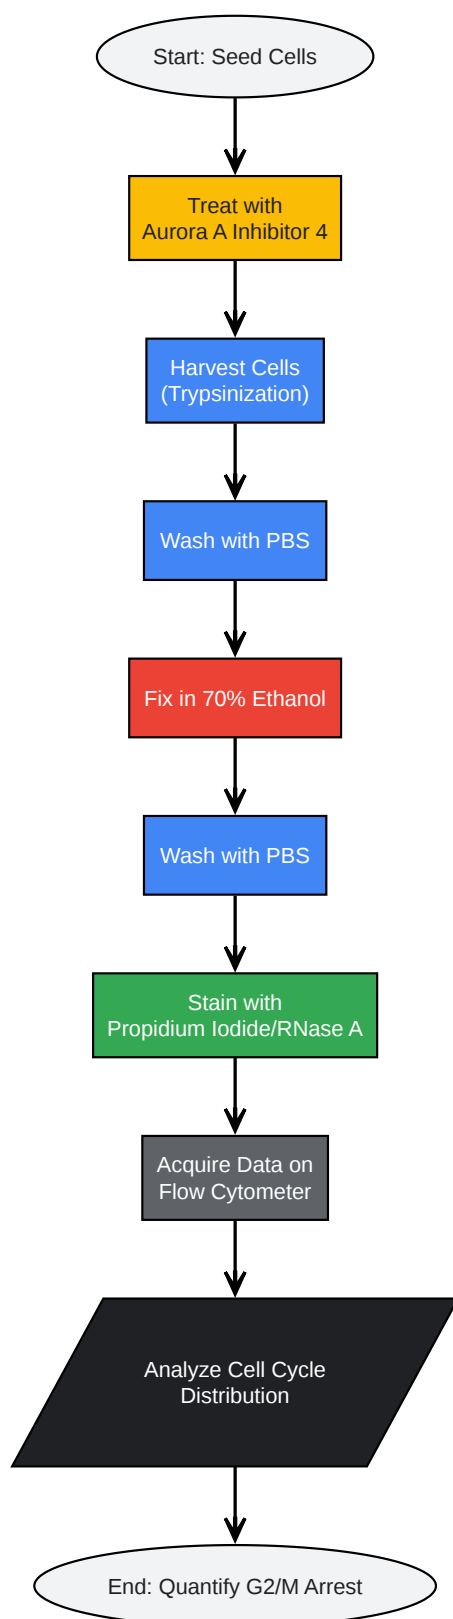 Start: Seed Cells
Treat with
Aurora A Inhibitor 4
Harvest Cells
(Trypsinization)
Wash with PBS
Fix in 70% Ethanol
Wash with PBS
Stain with
Propidium Iodide/RNase A
Acquire Data on
Flow Cytometer
Analyze Cell Cycle
Distribution
End: Quantify G2/M Arrest